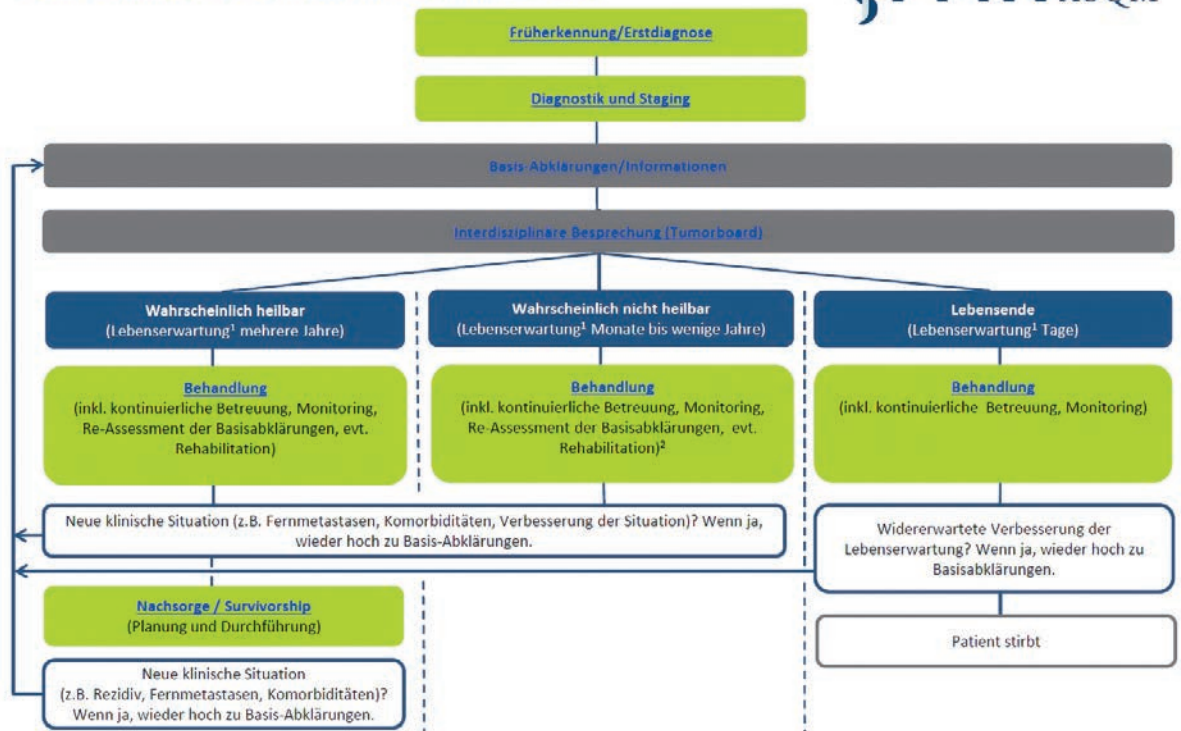 Früherkennung/Erstdiagnose
Diagnostik und Staging
Basis-Abklärungen/Informationen
Interdisziplinäre Besprechung (Tumorboard)
Wahrscheinlich heilbar
(Lebenserwartung¹ mehrere Jahre)
Wahrscheinlich nicht heilbar
(Lebenserwartung¹ Monate bis wenige Jahre)
Lebensende
(Lebenserwartung¹ Tage)
Behandlung
(inkl. kontinuierliche Betreuung, Monitoring,
Re-Assessment der Basisabklärungen, evt.
Rehabilitation)
Behandlung
(inkl. kontinuierliche Betreuung, Monitoring,
Re-Assessment der Basisabklärungen, evt.
Rehabilitation)²
Behandlung
(inkl. kontinuierliche Betreuung, Monitoring)
Neue klinische Situation (z.B. Fernmetastasen, Komorbiditäten, Verbesserung der Situation)? Wenn ja,
wieder hoch zu Basis-Abklärungen.
Widererwartete Verbesserung der
Lebenserwartung? Wenn ja, wieder hoch zu
Basisabklärungen.
Nachsorge / Survivorship
(Planung und Durchführung)
Patient stirbt
Neue klinische Situation
(z.B. Rezidiv, Fernmetastasen, Komorbiditäten)?
Wenn ja, wieder hoch zu Basis-Abklärungen.